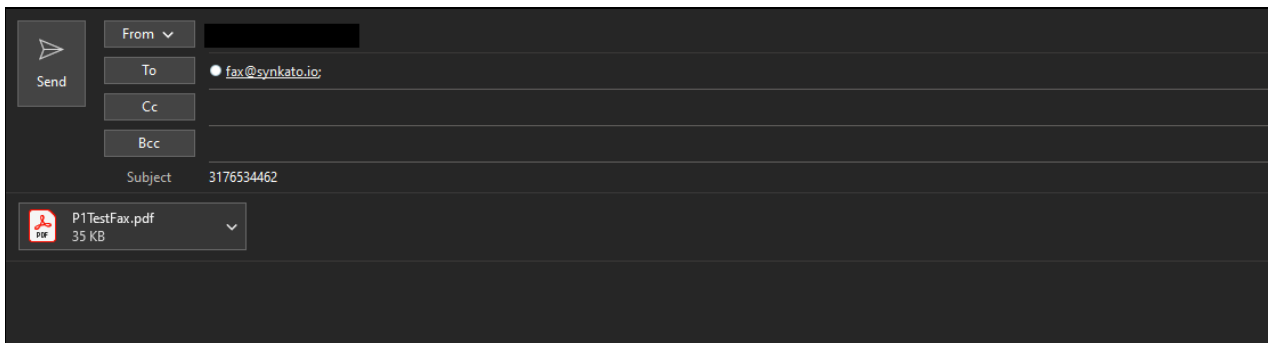 From
Send
To
fax@synkato.io;
Cc
Bcc
Subject
3176534462
P1TestFax.pdf
35 KB
PDF